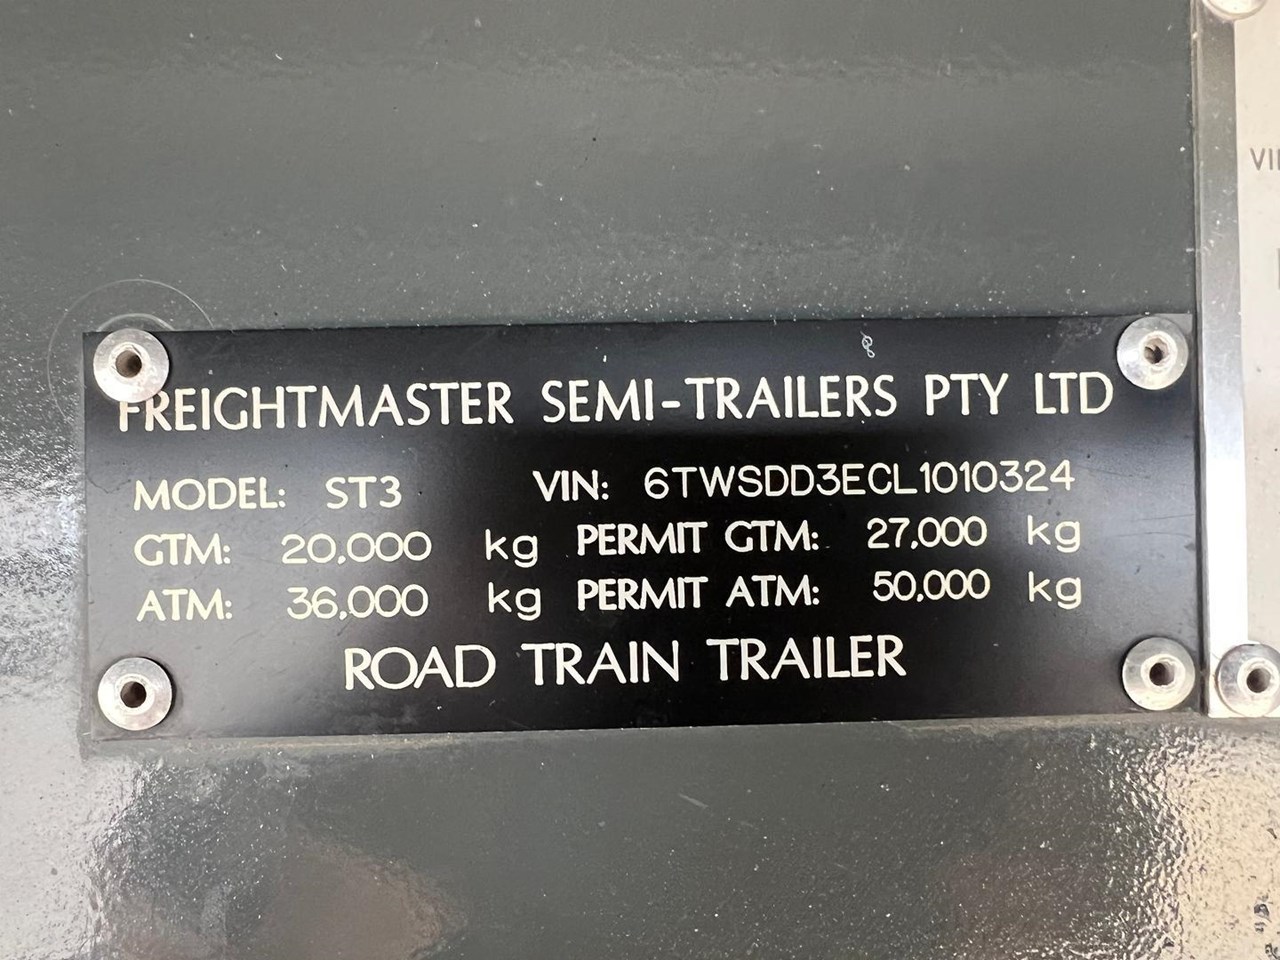 FREIGHTMASTER SEMI-TRAILERS PTY LTD
MODEL: ST3 VIN: 6TWSDD3ECL1010324
GTM: 20,000 kg PERMIT GTM: 27,000 kg
ATM: 36,000 kg PERMIT ATM: 50,000 kg
ROAD TRAIN TRAILER